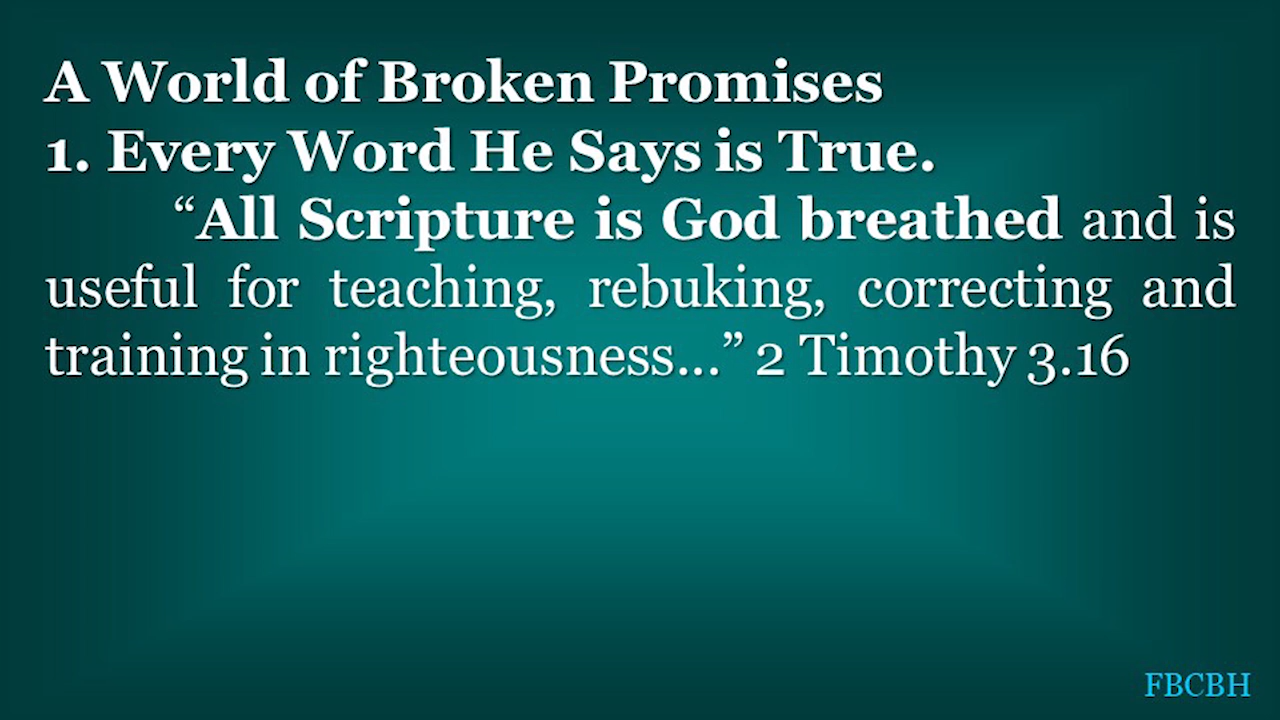 A World of Broken Promises
1. Every Word He Says is True.
“All Scripture is God breathed and is
useful for teaching, rebuking, correcting and
training in righteousness...” 2 Timothy 3.16
FBCBH